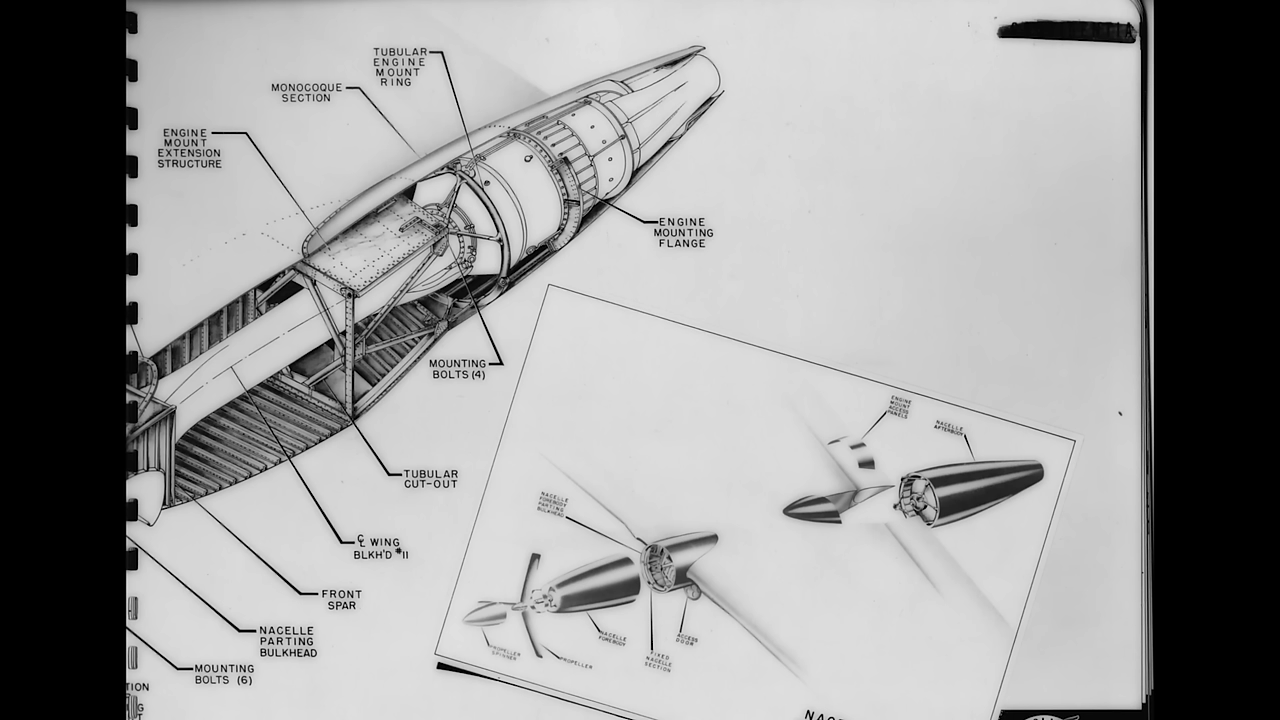 TUBULAR
ENGINE
MOUNT
RING
MONOCOQUE
SECTION
ENGINE
MOUNT
EXTENSION
STRUCTURE
ENGINE
MOUNTING
FLANGE
MOUNTING
BOLTS (4)
TUBULAR
CUT-OUT
℄ WING
BLKH'D #11
FRONT
SPAR
NACELLE
PARTING
BULKHEAD
MOUNTING
BOLTS (6)
TION
ENGINE
MOUNT
ACCESS
PANELS
NACELLE
AFTERBODY
NACELLE
FOREBODY
PARTING
BULKHEAD
PROPELLER
SPINNER
PROPELLER
NACELLE
FOREBODY
FIXED
NACELLE
SECTION
ACCESS
DOOR